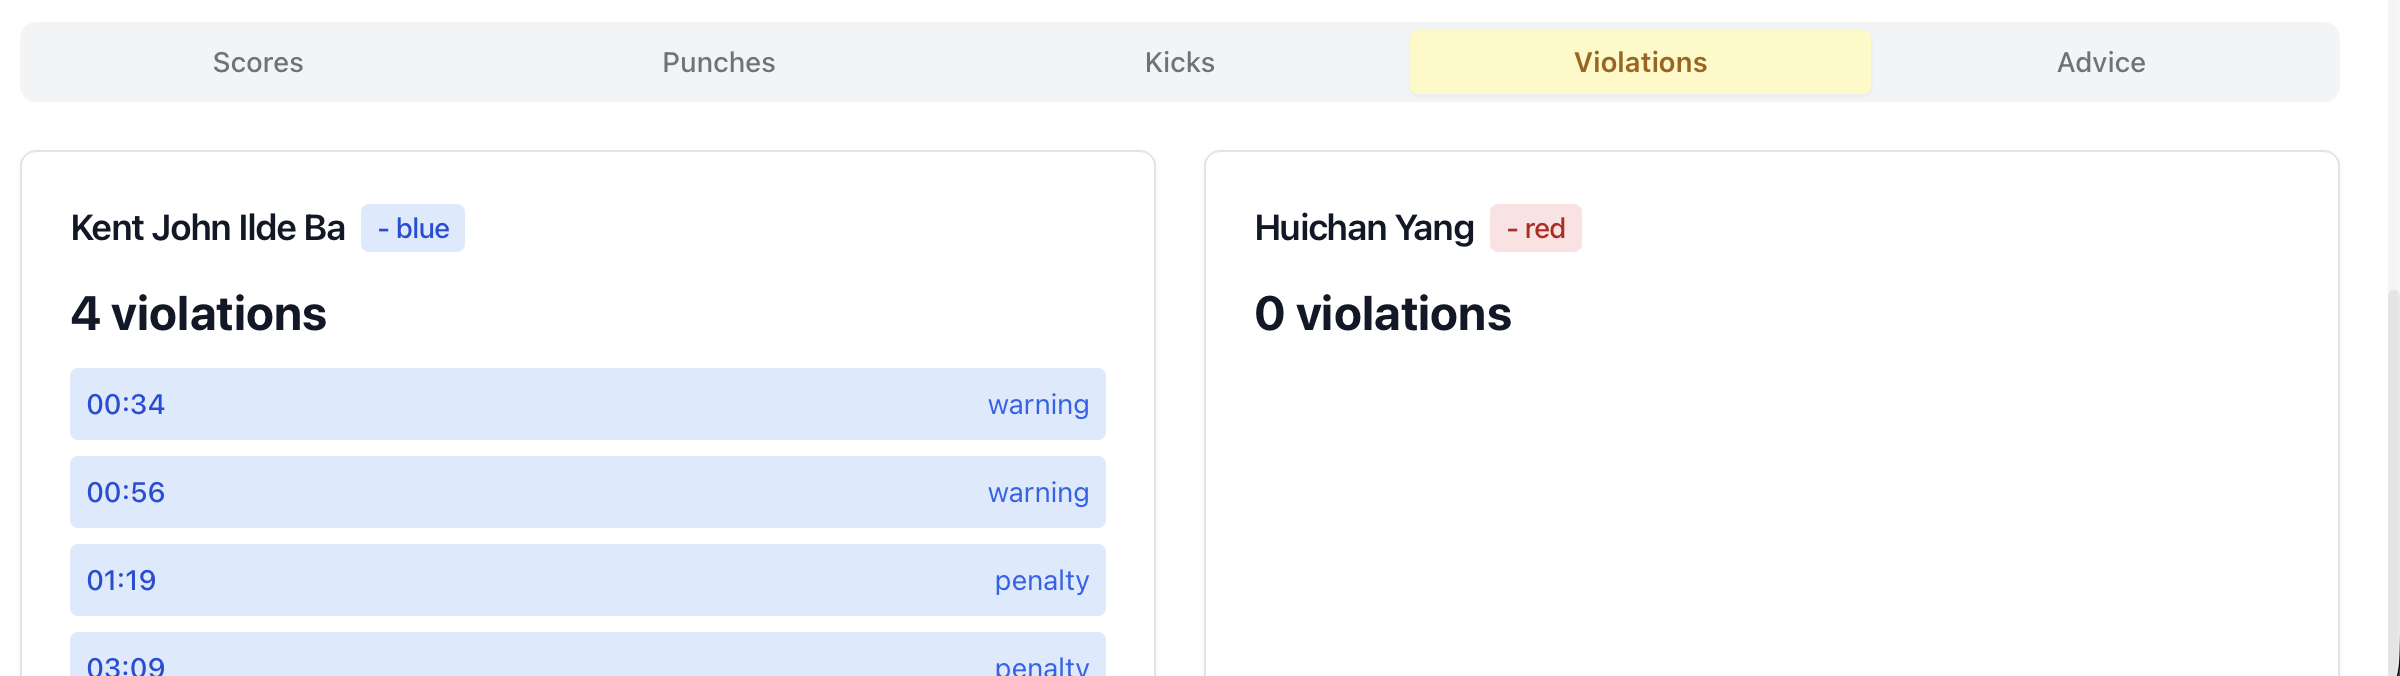 Scores Punches Kicks Violations Advice
Kent John Ilde Ba - blue
4 violations
00:34 warning
00:56 warning
01:19 penalty
03:09 penalty
Huichan Yang - red
0 violations